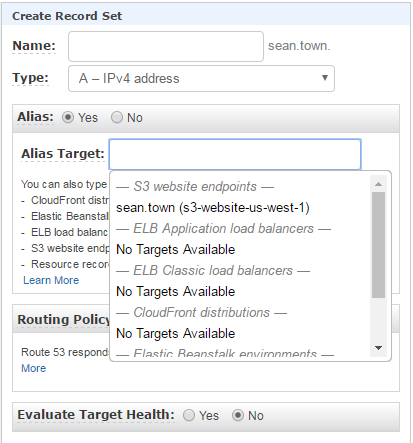 Create Record Set
Name: sean.town.
Type: A – IPv4 address
Alias: Yes No
Alias Target:
You can also type
— S3 website endpoints —
- CloudFront distr
sean.town (s3-website-us-west-1)
- Elastic Beanstalk
— ELB Application load balancers —
- ELB load balanc
No Targets Available
- S3 website endp
— ELB Classic load balancers —
- Resource recor
No Targets Available
Learn More
— CloudFront distributions —
No Targets Available
— Elastic Beanstalk environments —
Routing Policy
Route 53 respond
More
Evaluate Target Health: Yes No